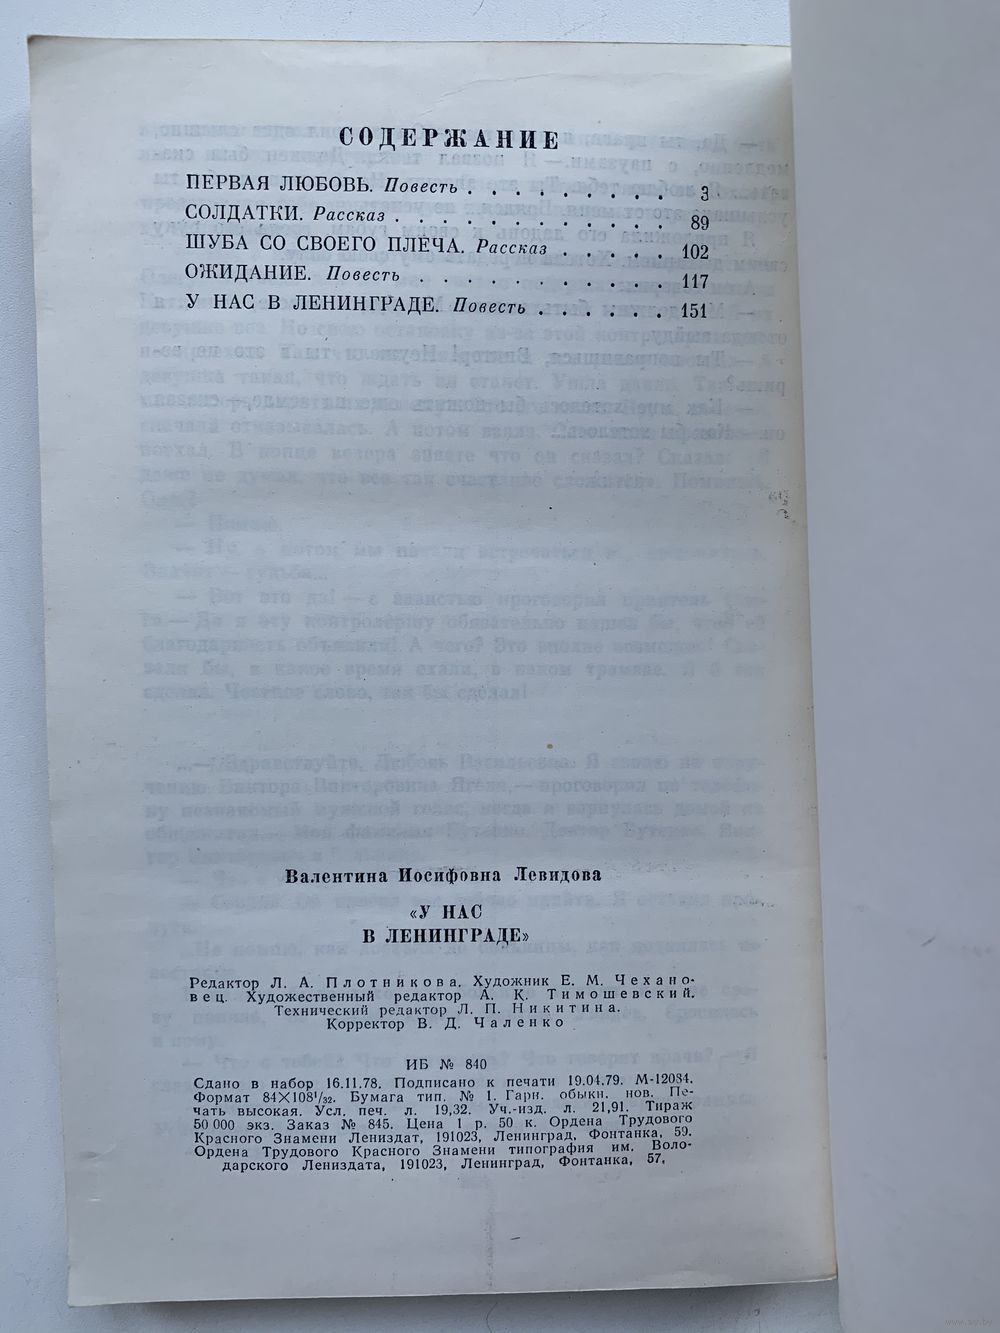 СОДЕРЖАНИЕ
ПЕРВАЯ ЛЮБОВЬ. Повесть . . . . . . . . . 3
СОЛДАТКИ. Рассказ . . . . . . . . . . . . 89
ШУБА СО СВОЕГО ПЛЕЧА. Рассказ . . . . . 102
ОЖИДАНИЕ. Повесть . . . . . . . . . . . 117
У НАС В ЛЕНИНГРАДЕ. Повесть . . . . . . 151
Валентина Иосифовна Левидова
«У НАС
В ЛЕНИНГРАДЕ»
Редактор Л. А. Плотникова. Художник Е. М. Чехано-
вец. Художественный редактор А. К. Тимошевский.
Технический редактор Л. П. Никитина.
Корректор В. Д. Чаленко
ИБ № 840
Сдано в набор 16.11.78. Подписано к печати 19.04.79. М-12084.
Формат 84×108¹/₃₂. Бумага тип. № 1. Гарн. обыкн. нов. Пе-
чать высокая. Усл. печ. л. 19,32. Уч.-изд. л. 21,91. Тираж
50 000 экз. Заказ № 845. Цена 1 р. 50 к. Ордена Трудового
Красного Знамени Лениздат, 191023, Ленинград, Фонтанка, 59.
Ордена Трудового Красного Знамени типография им. Воло-
дарского Лениздата, 191023, Ленинград, Фонтанка, 57.